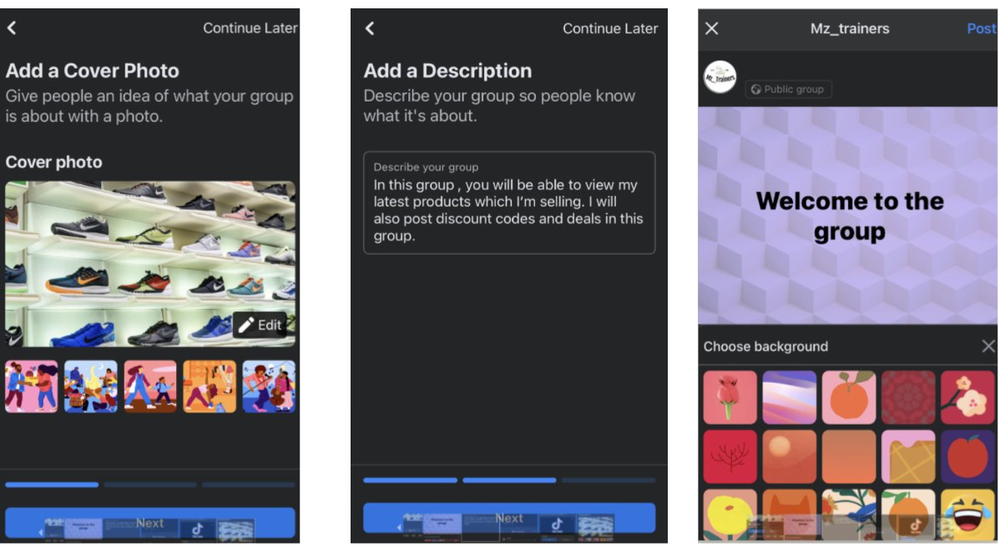 Continue Later
Add a Cover Photo
Give people an idea of what your group
is about with a photo.
Cover photo
Edit
Next
Continue Later
Add a Description
Describe your group so people know
what it's about.
Describe your group
In this group , you will be able to view my
latest products which I’m selling. I will
also post discount codes and deals in this
group.
Next
Mz_trainers
Post
Mz_Trainers
Public group
Welcome to the
group
Choose background